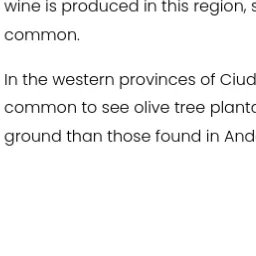 wine is produced in this region, s
common.
In the western provinces of Ciud
common to see olive tree planta
ground than those found in And